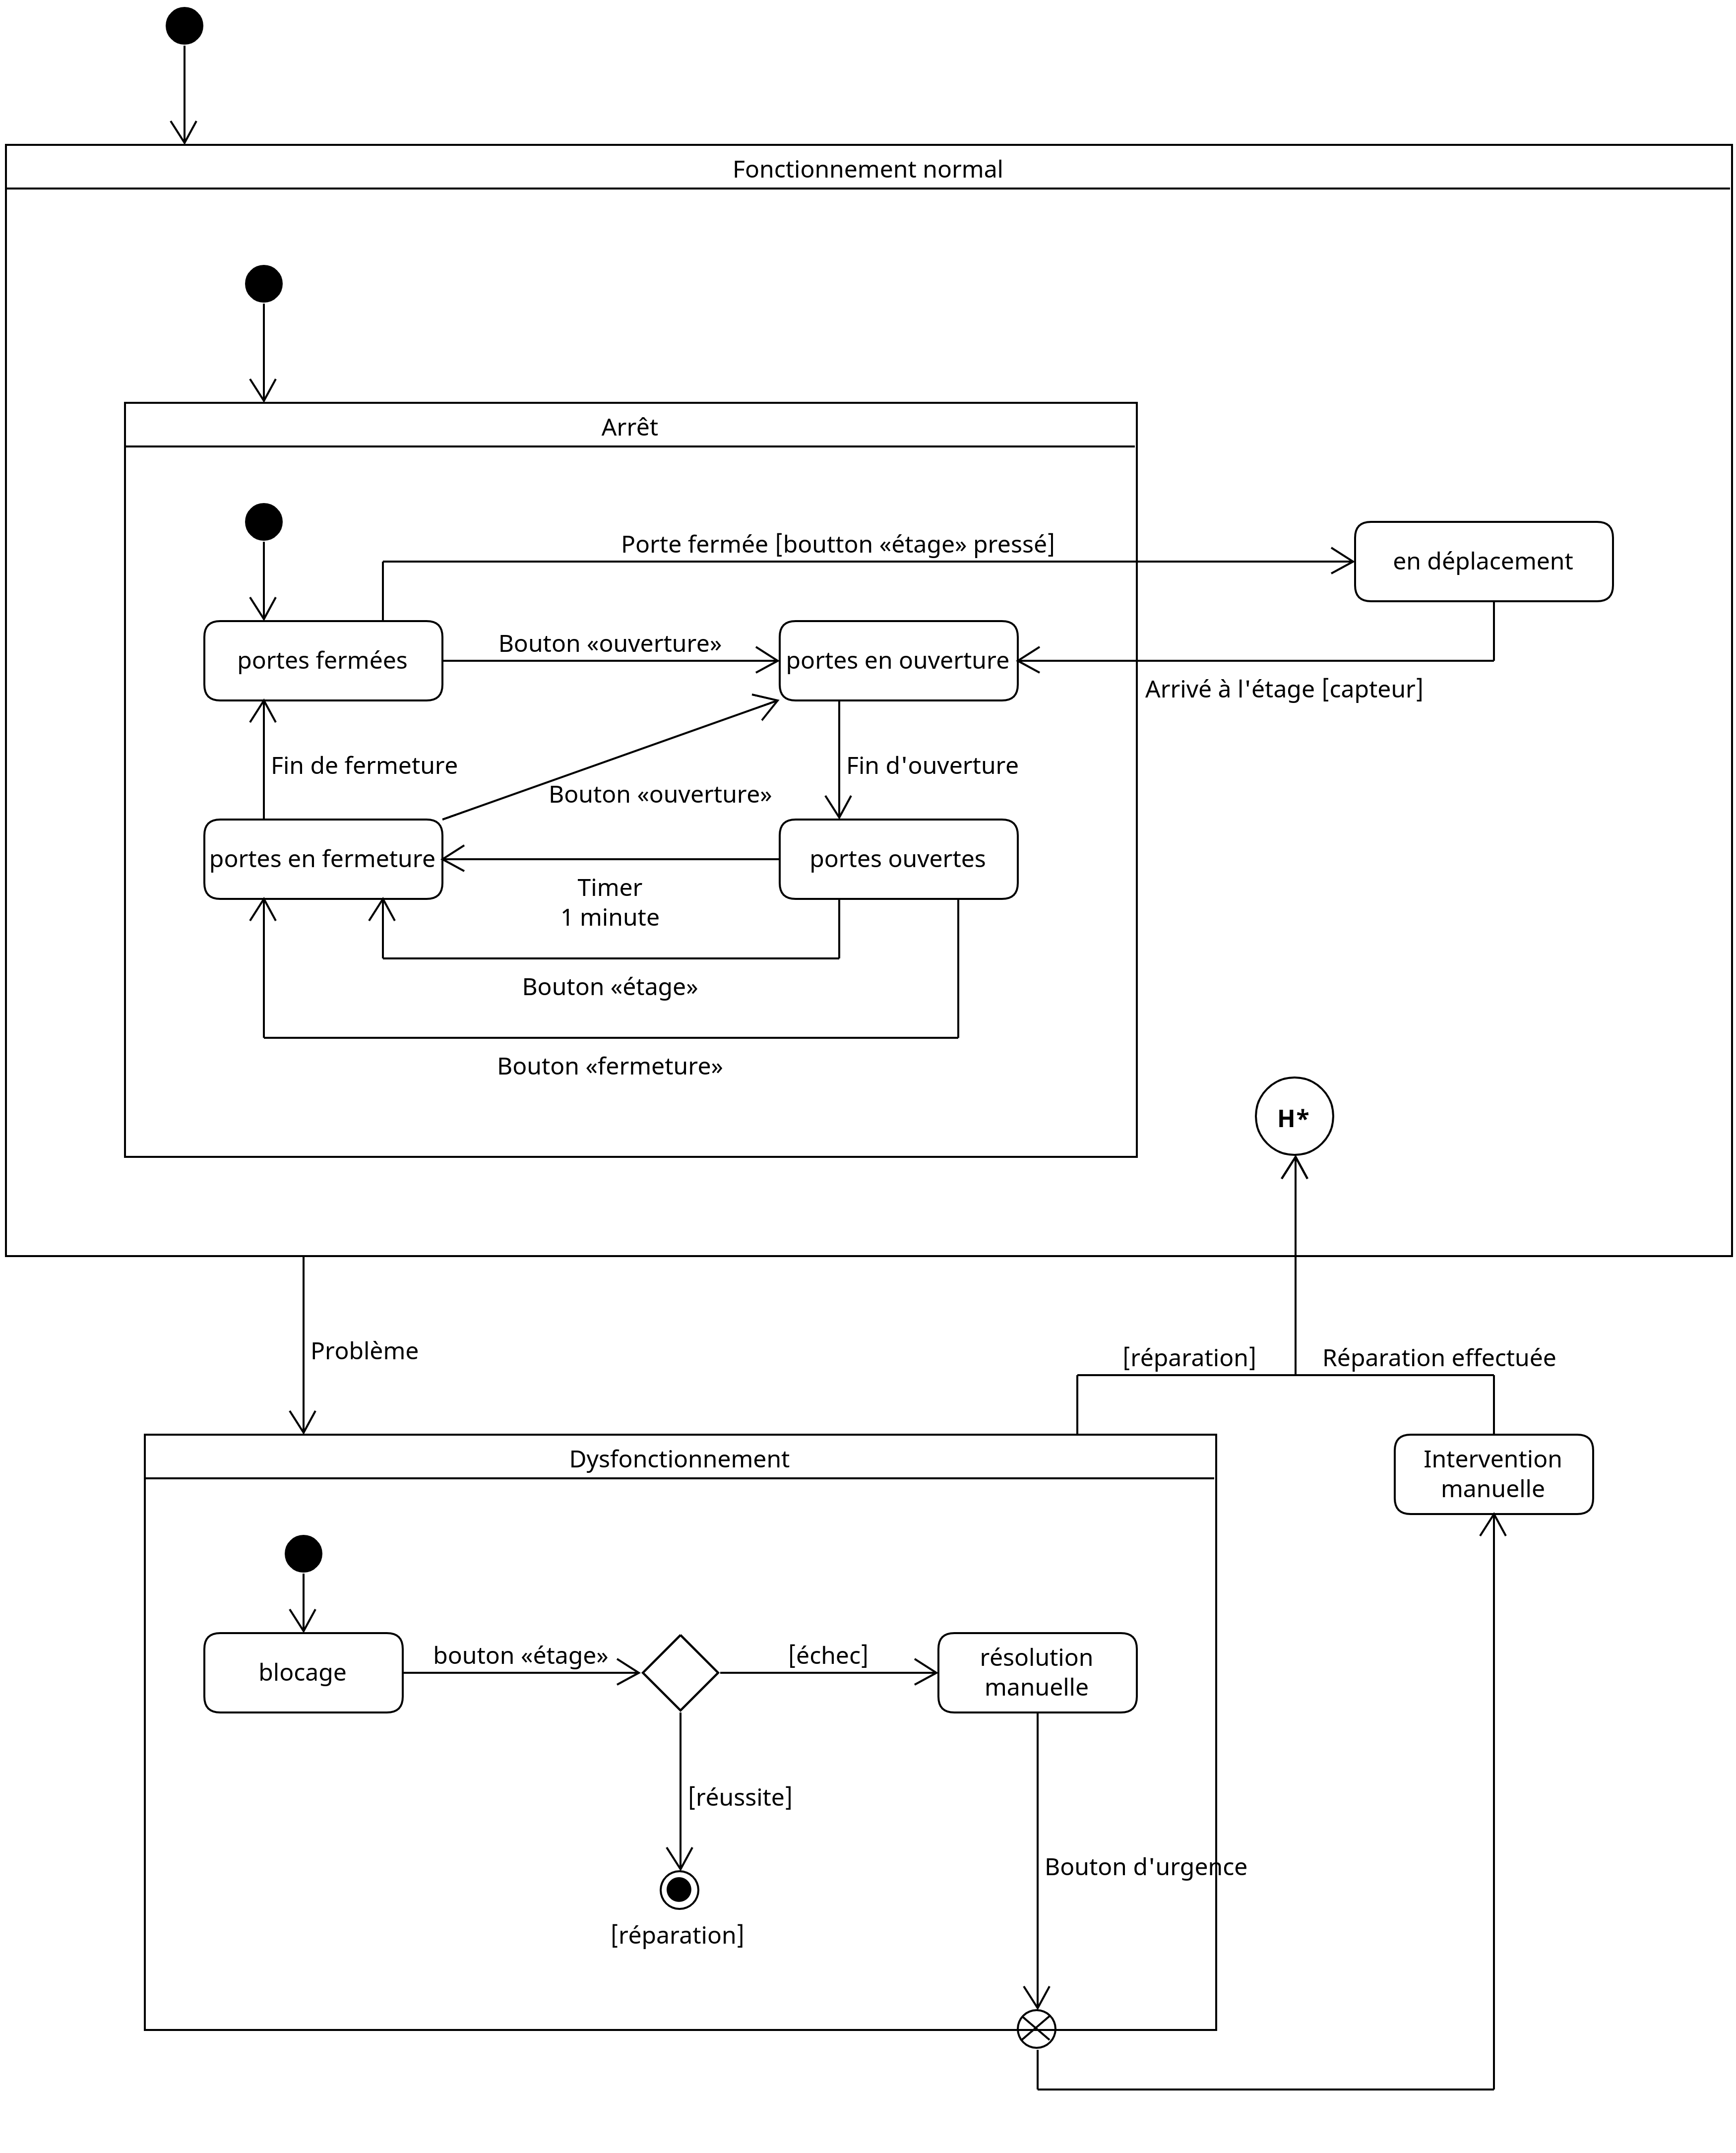 Fonctionnement normal
Arrêt
Porte fermée [boutton «étage» pressé]
en déplacement
portes fermées
Bouton «ouverture»
portes en ouverture
Arrivé à l'étage [capteur]
Fin de fermeture
Bouton «ouverture»
Fin d'ouverture
portes en fermeture
portes ouvertes
Timer
1 minute
Bouton «étage»
Bouton «fermeture»
H*
Problème
[réparation]
Réparation effectuée
Dysfonctionnement
Intervention
manuelle
blocage
bouton «étage»
[échec]
résolution
manuelle
[réussite]
Bouton d'urgence
[réparation]